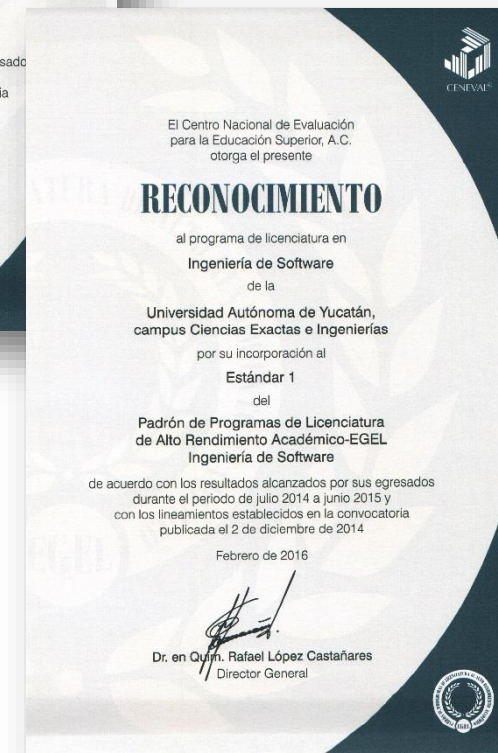 sado
ia
CENEVAL®
El Centro Nacional de Evaluación
para la Educación Superior, A.C.
otorga el presente
RECONOCIMIENTO
al programa de licenciatura en
Ingeniería de Software
de la
Universidad Autónoma de Yucatán,
campus Ciencias Exactas e Ingenierías
por su incorporación al
Estándar 1
del
Padrón de Programas de Licenciatura
de Alto Rendimiento Académico-EGEL
Ingeniería de Software
de acuerdo con los resultados alcanzados por sus egresados
durante el periodo de julio 2014 a junio 2015 y
con los lineamientos establecidos en la convocatoria
publicada el 2 de diciembre de 2014
Febrero de 2016
Dr. en Quím. Rafael López Castañares
Director General
EGEL